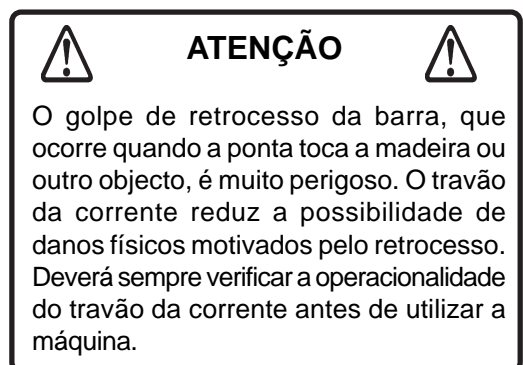 ATENÇÃO
O golpe de retrocesso da barra, que
ocorre quando a ponta toca a madeira ou
outro objecto, é muito perigoso. O travão
da corrente reduz a possibilidade de
danos físicos motivados pelo retrocesso.
Deverá sempre verificar a operacionalidade
do travão da corrente antes de utilizar a
máquina.